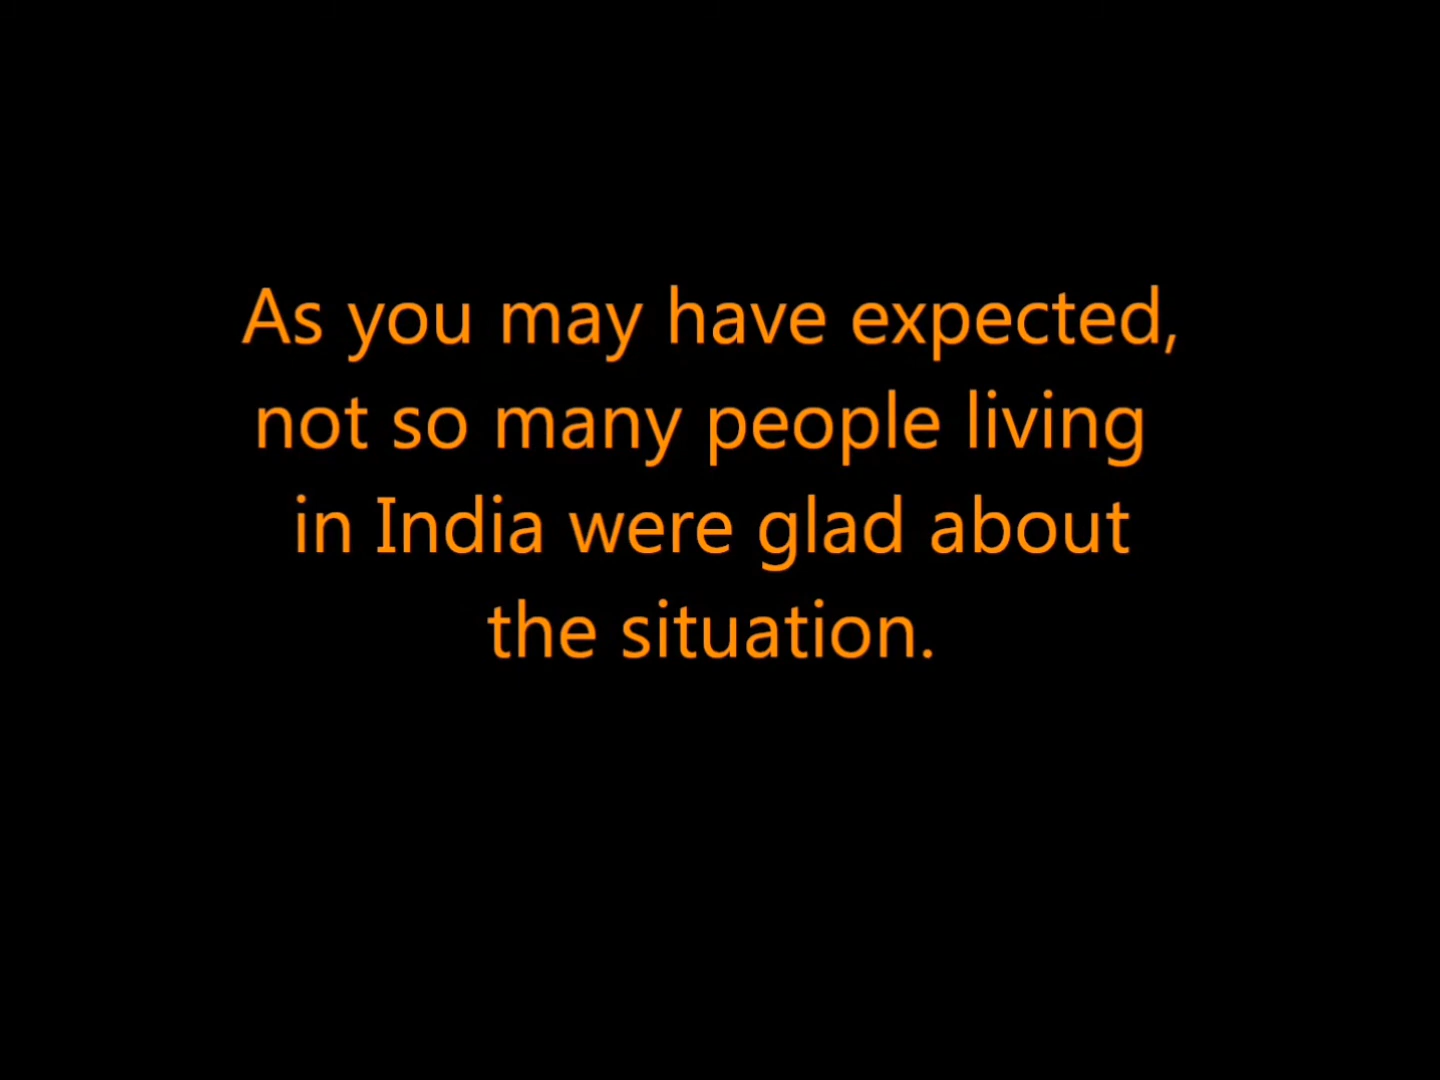 As you may have expected,
not so many people living
in India were glad about
the situation.